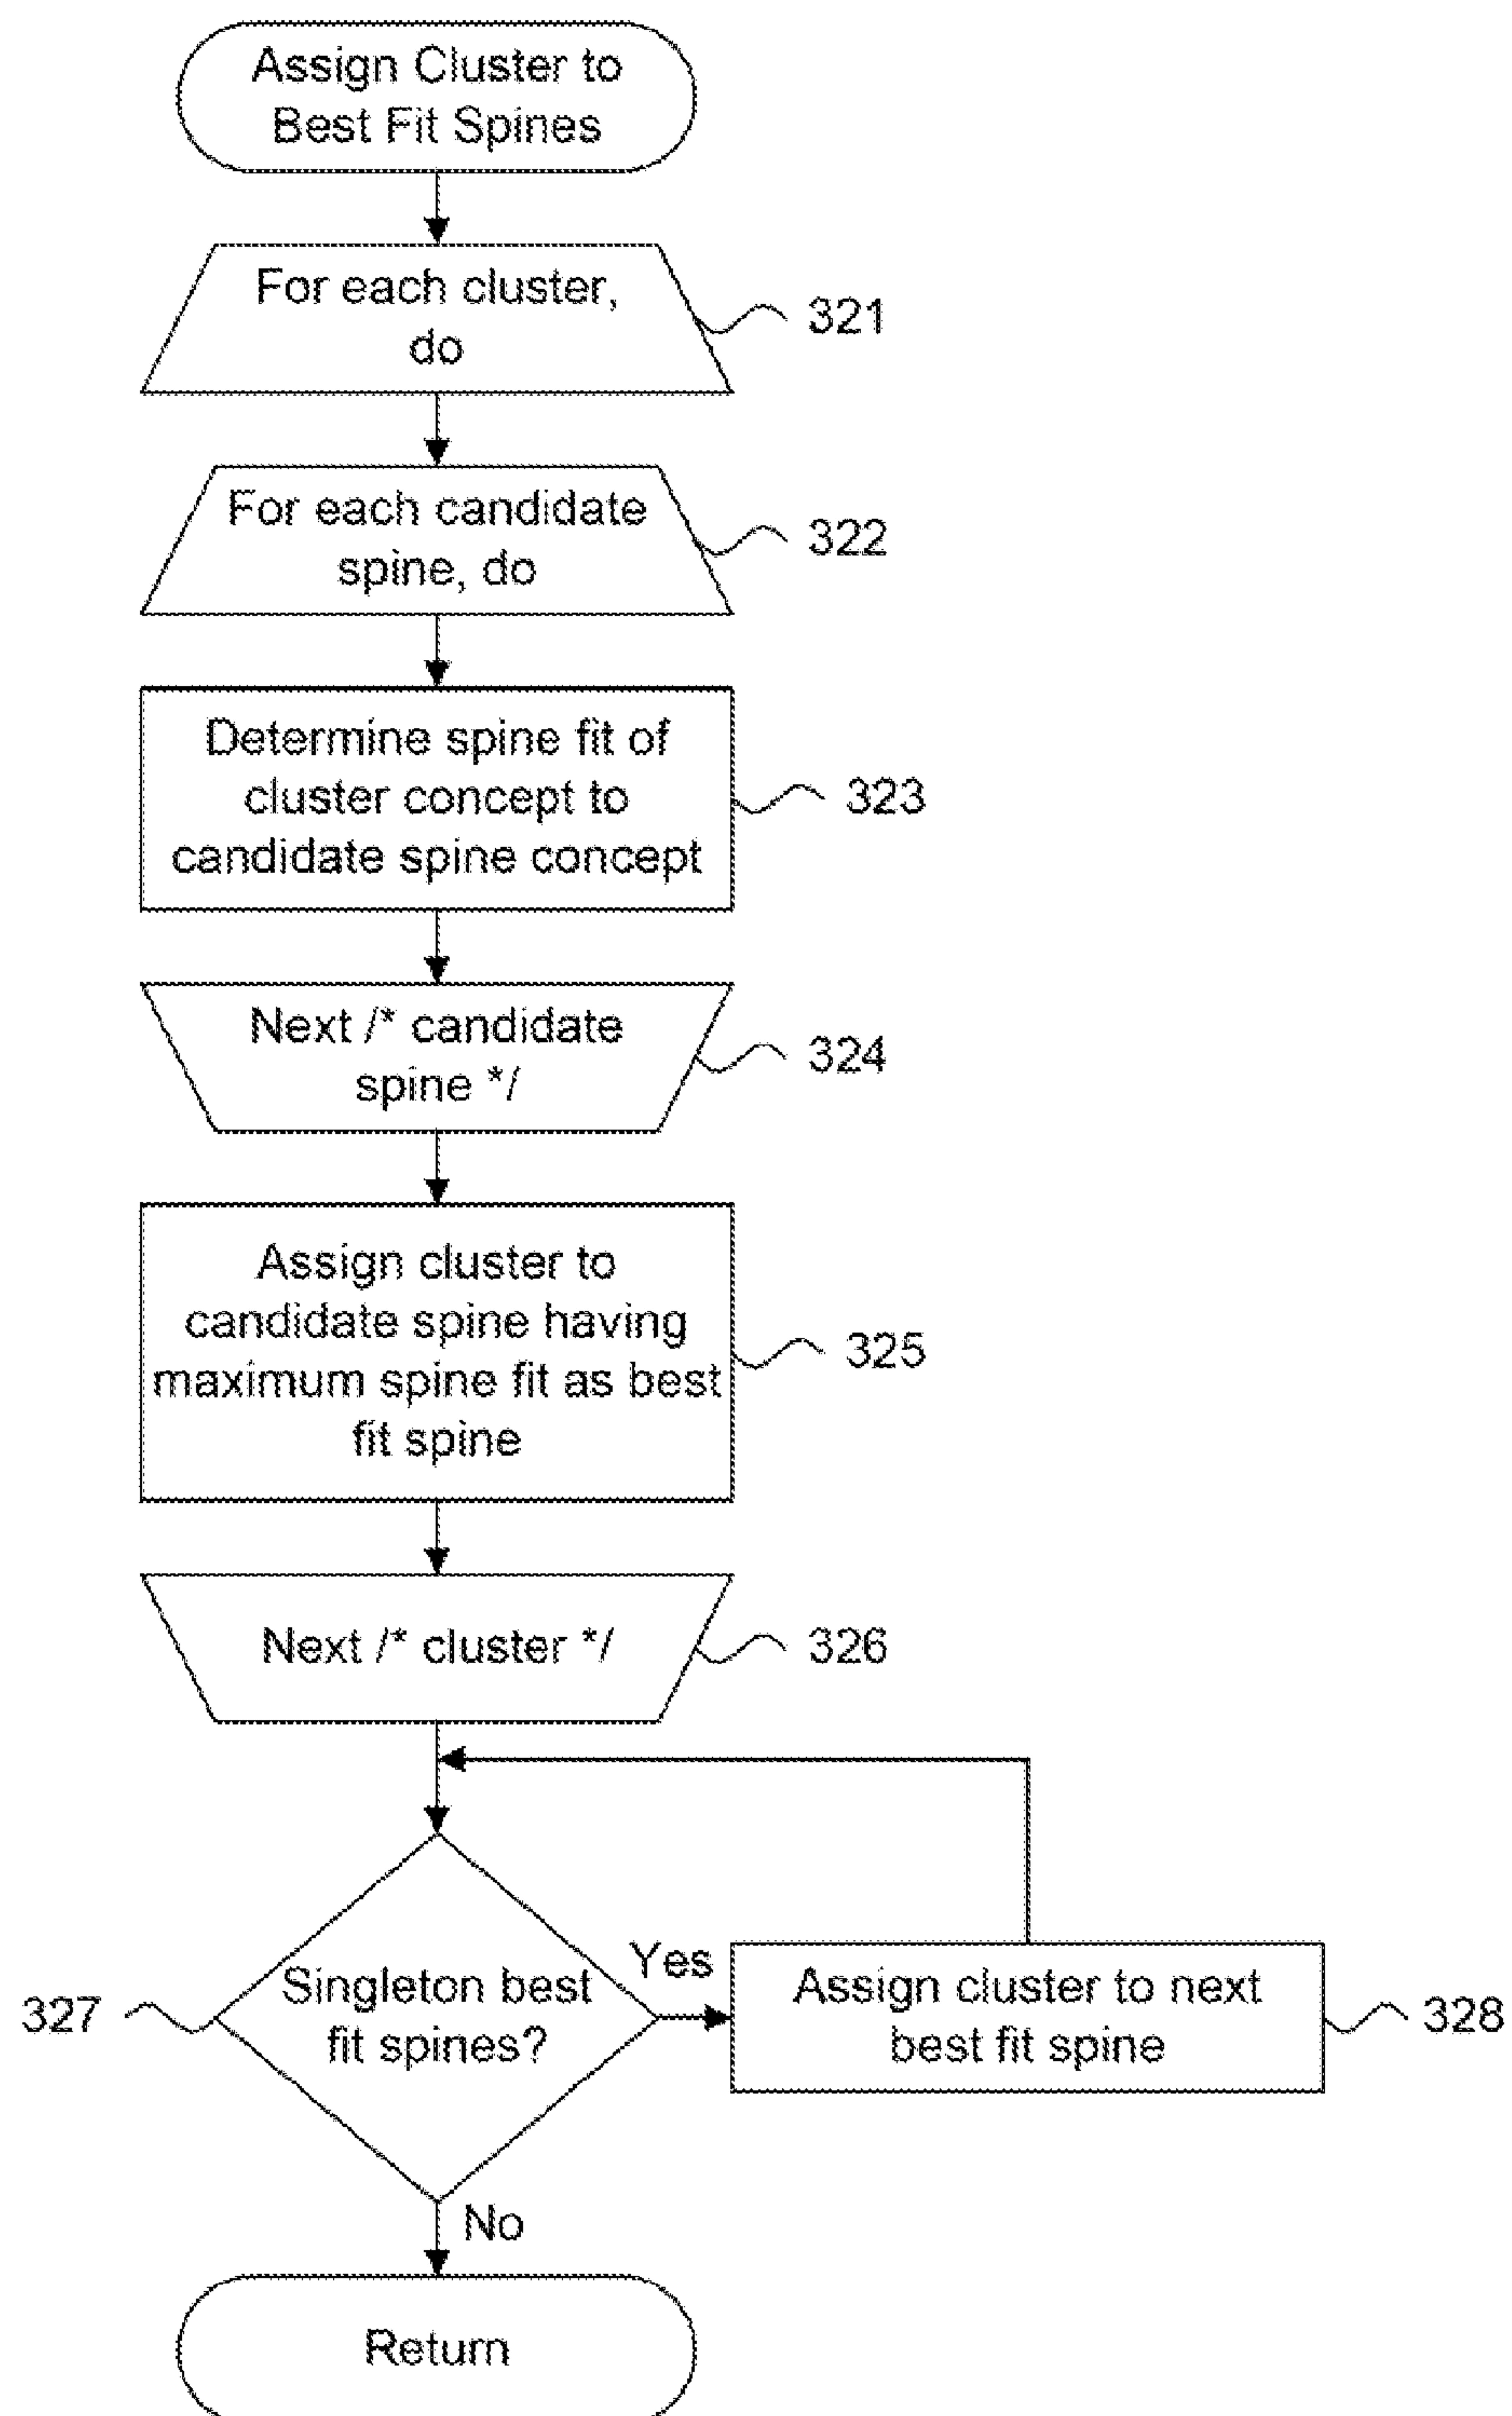 Assign Cluster to
Best Fit Spines
For each cluster,
do
321
For each candidate
spine, do
322
Determine spine fit of
cluster concept to
candidate spine concept
323
Next /* candidate
spine */
324
Assign cluster to
candidate spine having
maximum spine fit as best
fit spine
325
Next /* cluster */
326
327
Singleton best
fit spines?
Yes
Assign cluster to next
best fit spine
328
No
Return